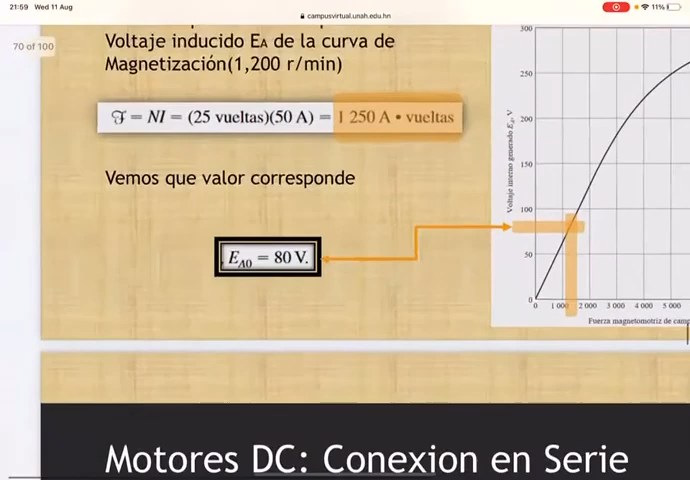 21:59 Wed 11 Aug
campusvirtual.unah.edu.hn
11%
70 of 100
Voltaje inducido EA de la curva de
Magnetización(1,200 r/min)
ℱ = NI = (25 vueltas)(50 A) = 1 250 A • vueltas
Vemos que valor corresponde
EA0 = 80 V.
Voltaje interno generado EA, V
300
250
200
150
100
50
0
0 1 000 2 000 3 000 4 000 5 000
Fuerza magnetomotriz de camp
Motores DC: Conexion en Serie